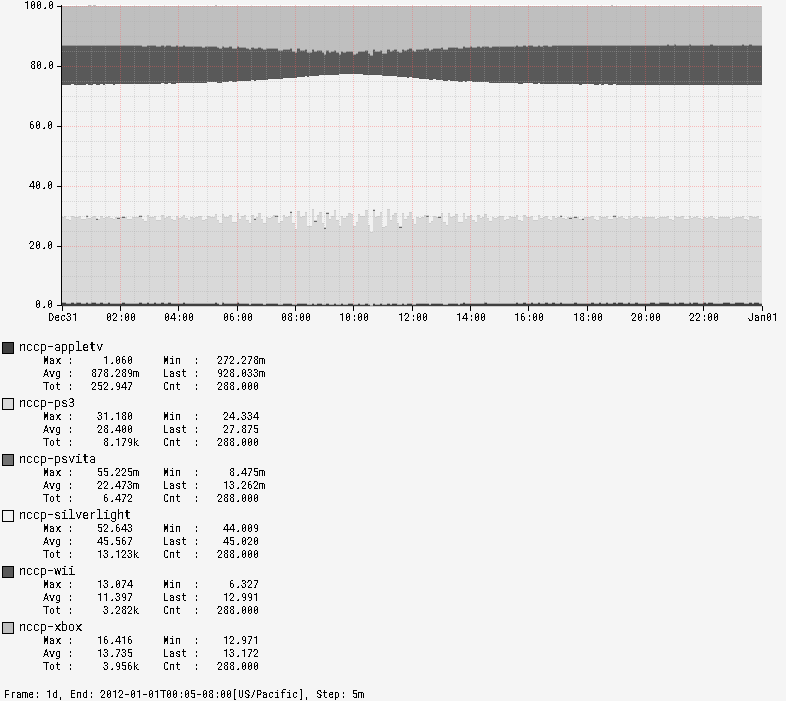 100.0
80.0
60.0
40.0
20.0
0.0
Dec31 02:00 04:00 06:00 08:00 10:00 12:00 14:00 16:00 18:00 20:00 22:00 Jan01
nccp-appletv
Max : 1.060 Min : 272.278m
Avg : 878.289m Last : 928.033m
Tot : 252.947 Cnt : 288.000
nccp-ps3
Max : 31.180 Min : 24.334
Avg : 28.400 Last : 27.875
Tot : 8.179k Cnt : 288.000
nccp-psvita
Max : 55.225m Min : 8.475m
Avg : 22.473m Last : 13.262m
Tot : 6.472 Cnt : 288.000
nccp-silverlight
Max : 52.643 Min : 44.009
Avg : 45.567 Last : 45.020
Tot : 13.123k Cnt : 288.000
nccp-wii
Max : 13.074 Min : 6.327
Avg : 11.397 Last : 12.991
Tot : 3.282k Cnt : 288.000
nccp-xbox
Max : 16.416 Min : 12.971
Avg : 13.735 Last : 13.172
Tot : 3.956k Cnt : 288.000
Frame: 1d, End: 2012-01-01T00:05-08:00[US/Pacific], Step: 5m